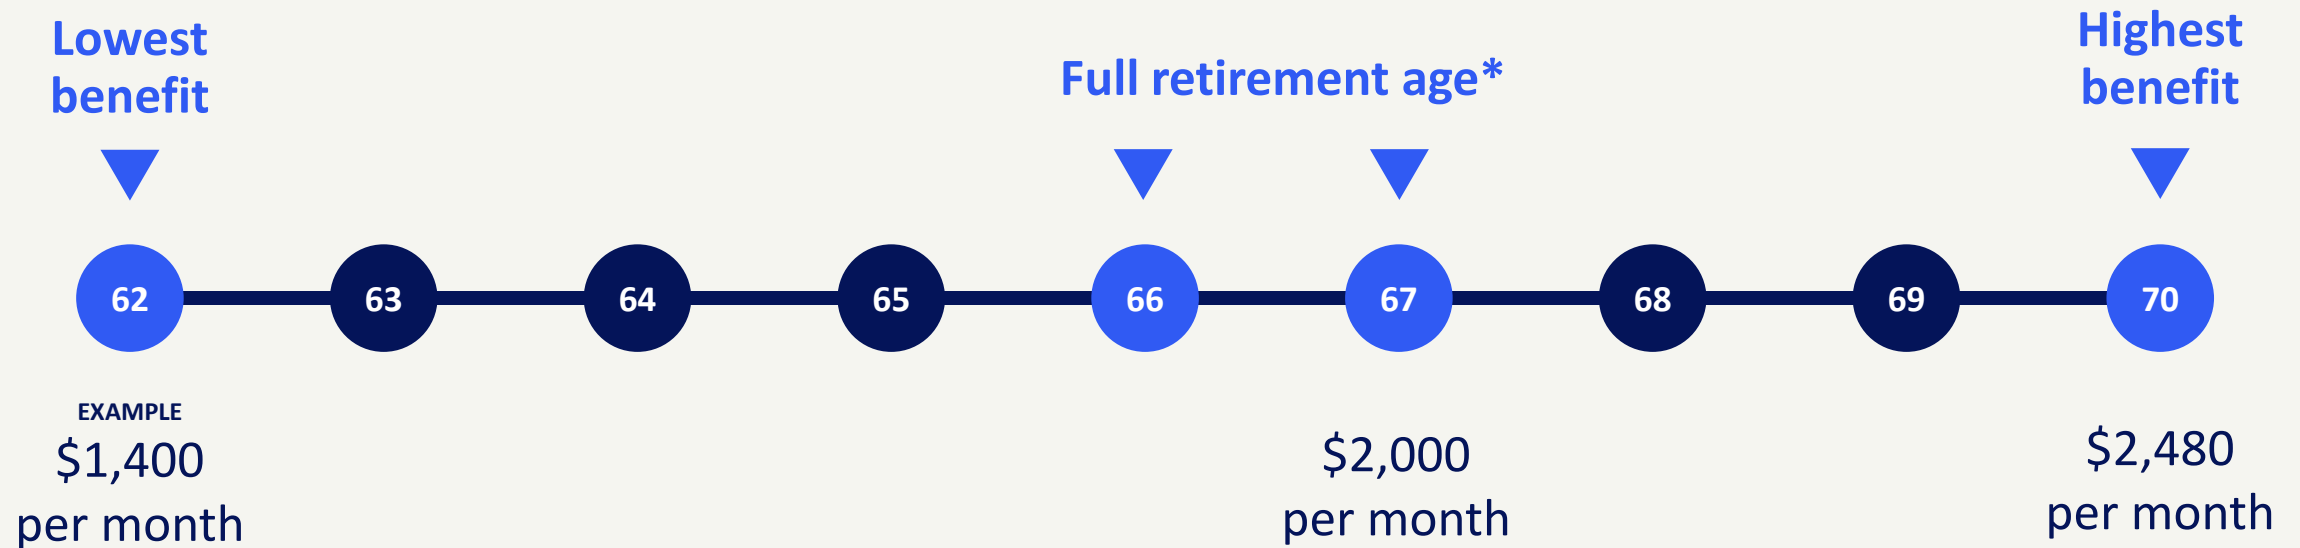 Lowest
benefit
Full retirement age*
Highest
benefit
62
63
64
65
66
67
68
69
70
EXAMPLE
$1,400
per month
$2,000
per month
$2,480
per month